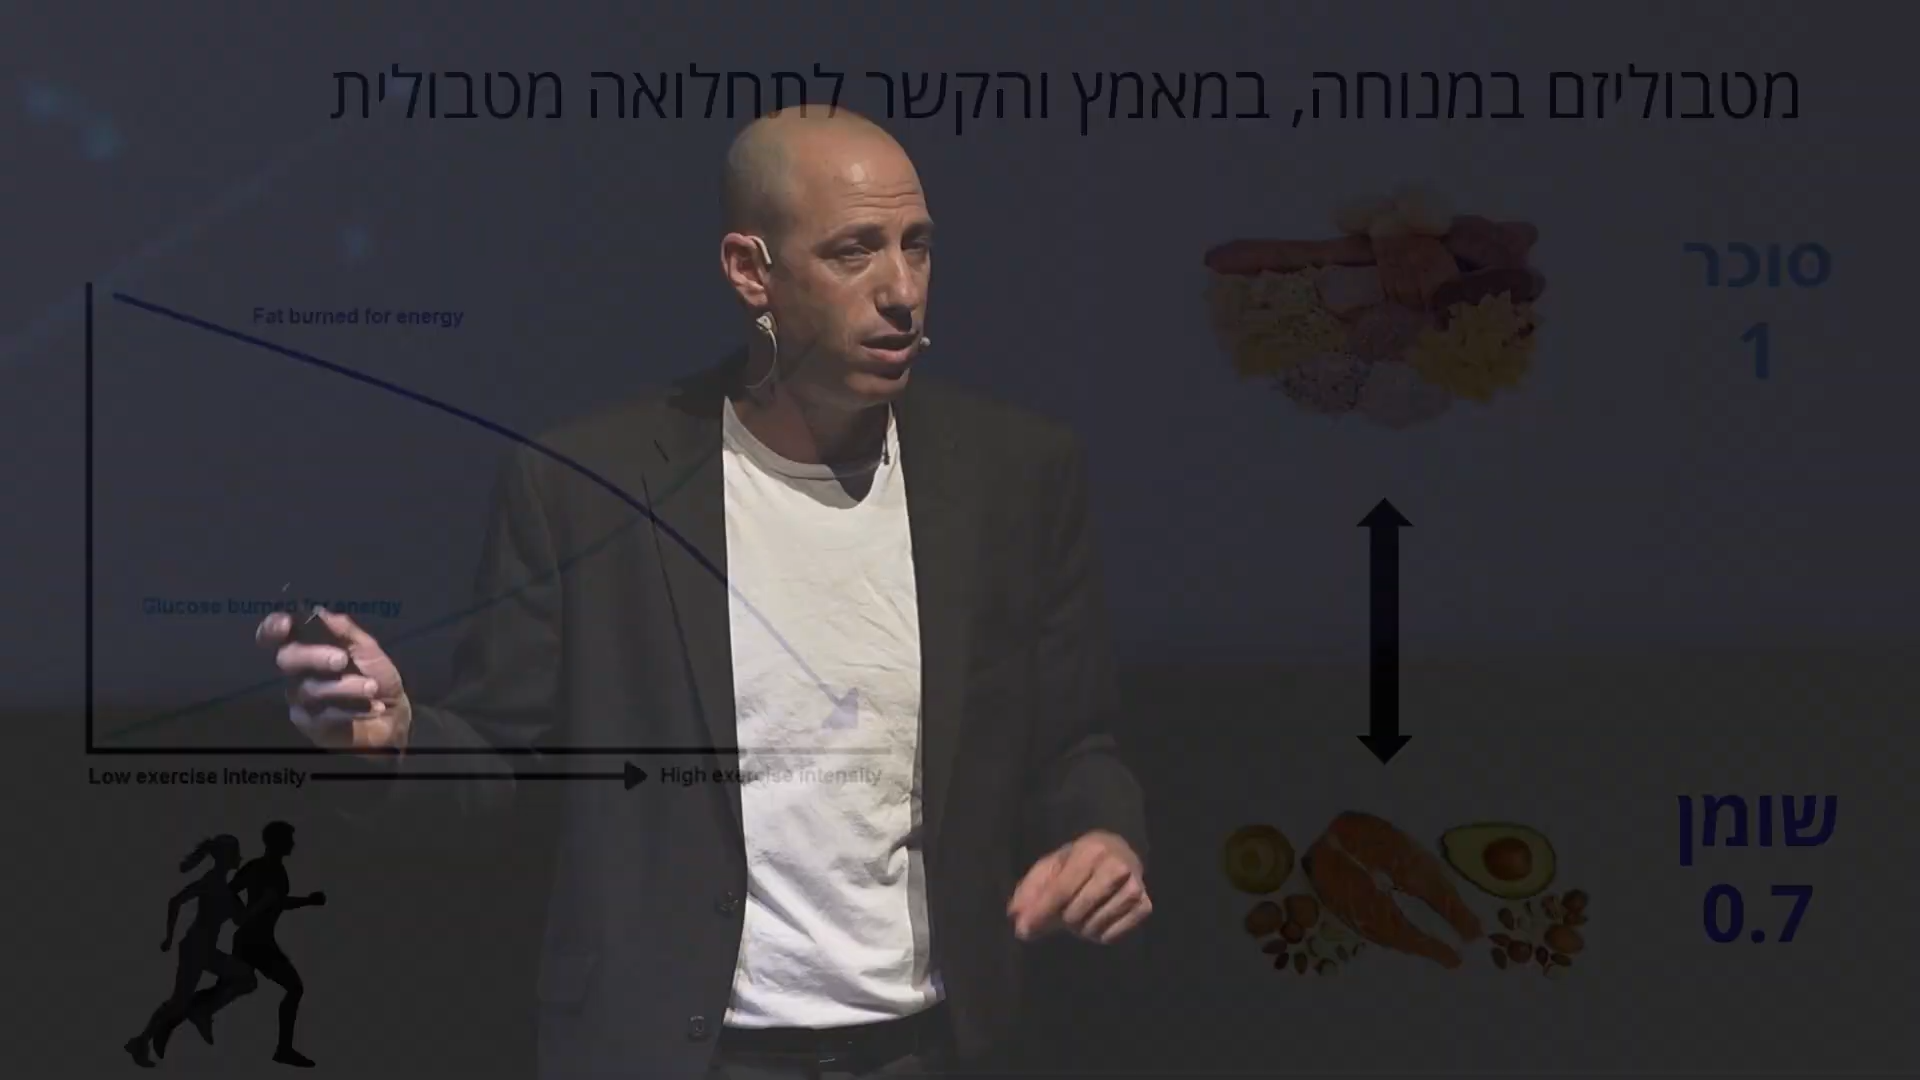 מטבוליזם במנוחה, במאמץ והקשר לתחלואה מטבולית
Fat burned for energy
Glucose burned for energy
Low exercise Intensity
High exercise intensity
סוכר
1
שומן
0.7